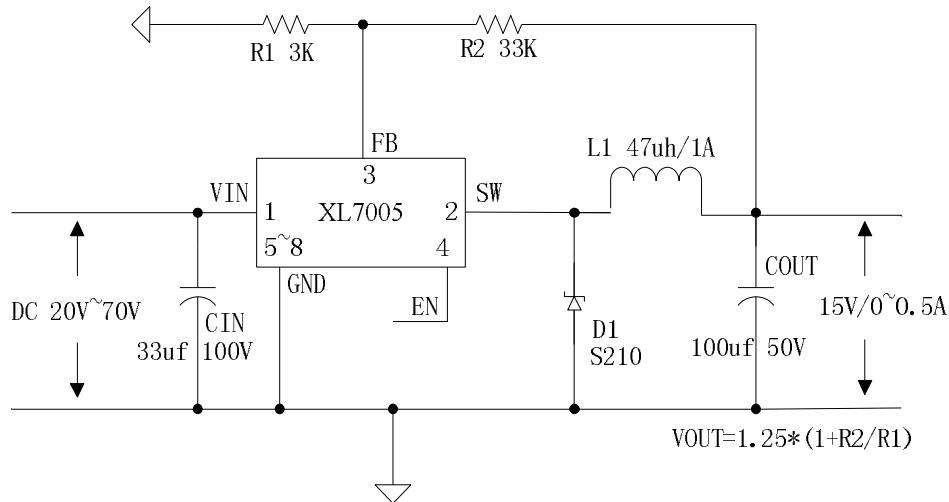 R1 3K
R2 33K
FB
3
L1 47uh/1A
VIN
SW
1
XL7005
2
5~8
4
GND
EN
COUT
DC 20V~70V
CIN
33uf 100V
D1
S210
100uf 50V
15V/0~0.5A
VOUT=1.25*(1+R2/R1)